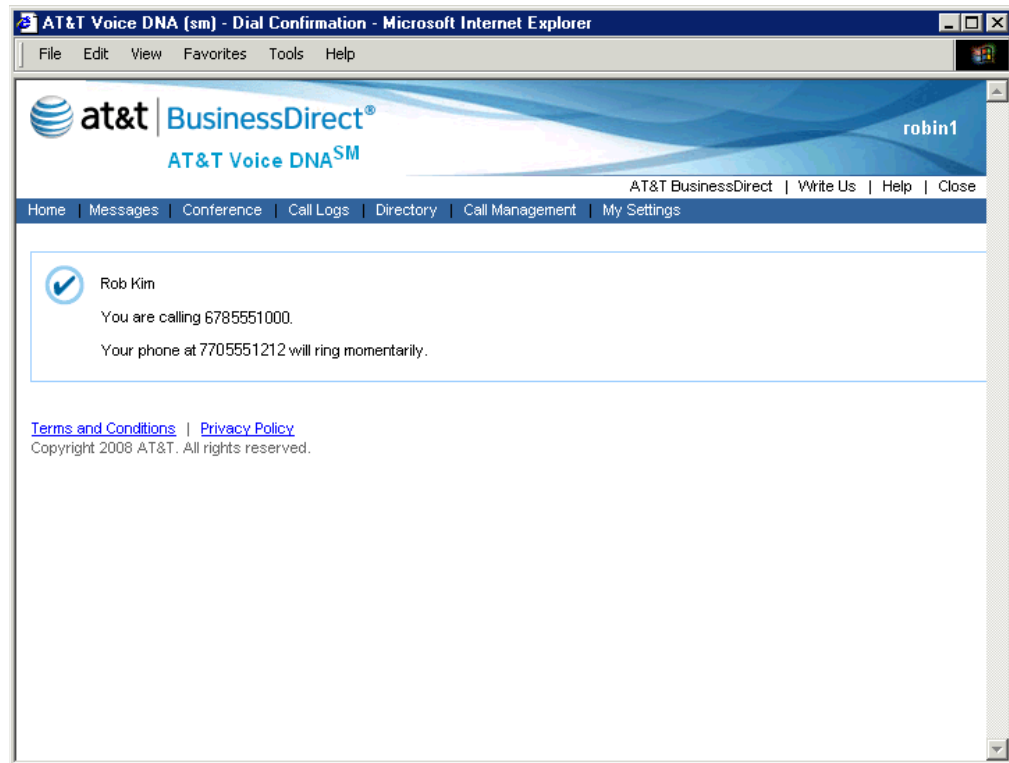 AT&T Voice DNA (sm) - Dial Confirmation - Microsoft Internet Explorer
File Edit View Favorites Tools Help
at&t | BusinessDirect®
robin1
AT&T Voice DNASM
AT&T BusinessDirect | Write Us | Help | Close
Home | Messages | Conference | Call Logs | Directory | Call Management | My Settings
Rob Kim
You are calling 6785551000.
Your phone at 7705551212 will ring momentarily.
Terms and Conditions | Privacy Policy
Copyright 2008 AT&T. All rights reserved.